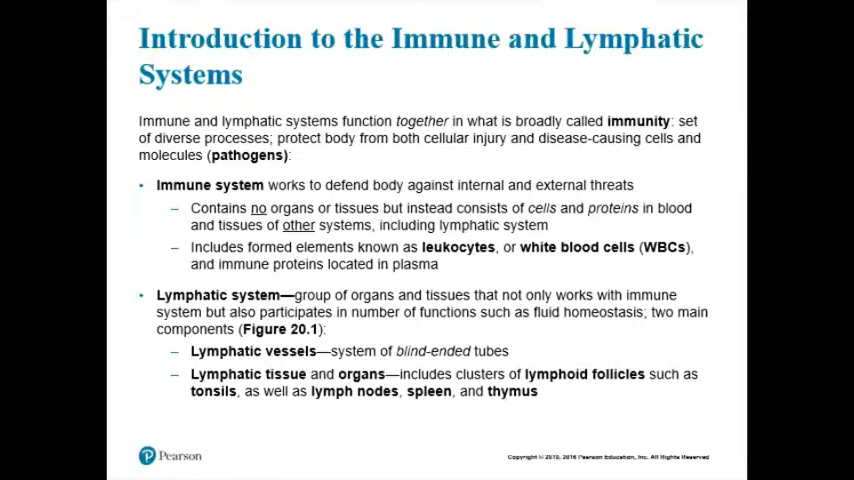 Introduction to the Immune and Lymphatic
Systems
Immune and lymphatic systems function together in what is broadly called immunity: set
of diverse processes; protect body from both cellular injury and disease-causing cells and
molecules (pathogens):
• Immune system works to defend body against internal and external threats
– Contains no organs or tissues but instead consists of cells and proteins in blood
and tissues of other systems, including lymphatic system
– Includes formed elements known as leukocytes, or white blood cells (WBCs),
and immune proteins located in plasma
• Lymphatic system—group of organs and tissues that not only works with immune
system but also participates in number of functions such as fluid homeostasis; two main
components (Figure 20.1):
– Lymphatic vessels—system of blind-ended tubes
– Lymphatic tissue and organs—includes clusters of lymphoid follicles such as
tonsils, as well as lymph nodes, spleen, and thymus
P Pearson
Copyright © 2019, 2016 Pearson Education, Inc. All Rights Reserved